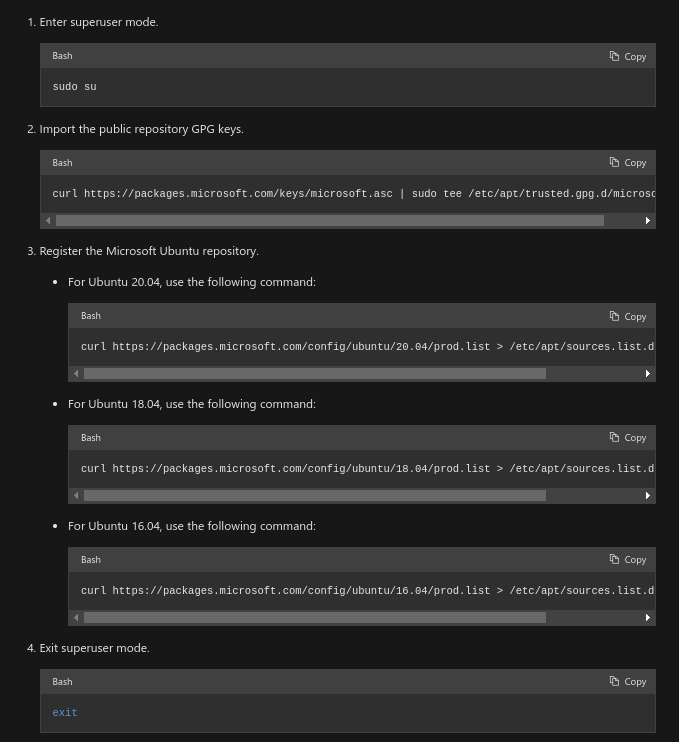 1. Enter superuser mode.
Bash
Copy
sudo su
2. Import the public repository GPG keys.
Bash
Copy
curl https://packages.microsoft.com/keys/microsoft.asc | sudo tee /etc/apt/trusted.gpg.d/microso
3. Register the Microsoft Ubuntu repository.
• For Ubuntu 20.04, use the following command:
Bash
Copy
curl https://packages.microsoft.com/config/ubuntu/20.04/prod.list > /etc/apt/sources.list.d
• For Ubuntu 18.04, use the following command:
Bash
Copy
curl https://packages.microsoft.com/config/ubuntu/18.04/prod.list > /etc/apt/sources.list.d
• For Ubuntu 16.04, use the following command:
Bash
Copy
curl https://packages.microsoft.com/config/ubuntu/16.04/prod.list > /etc/apt/sources.list.d
4. Exit superuser mode.
Bash
Copy
exit